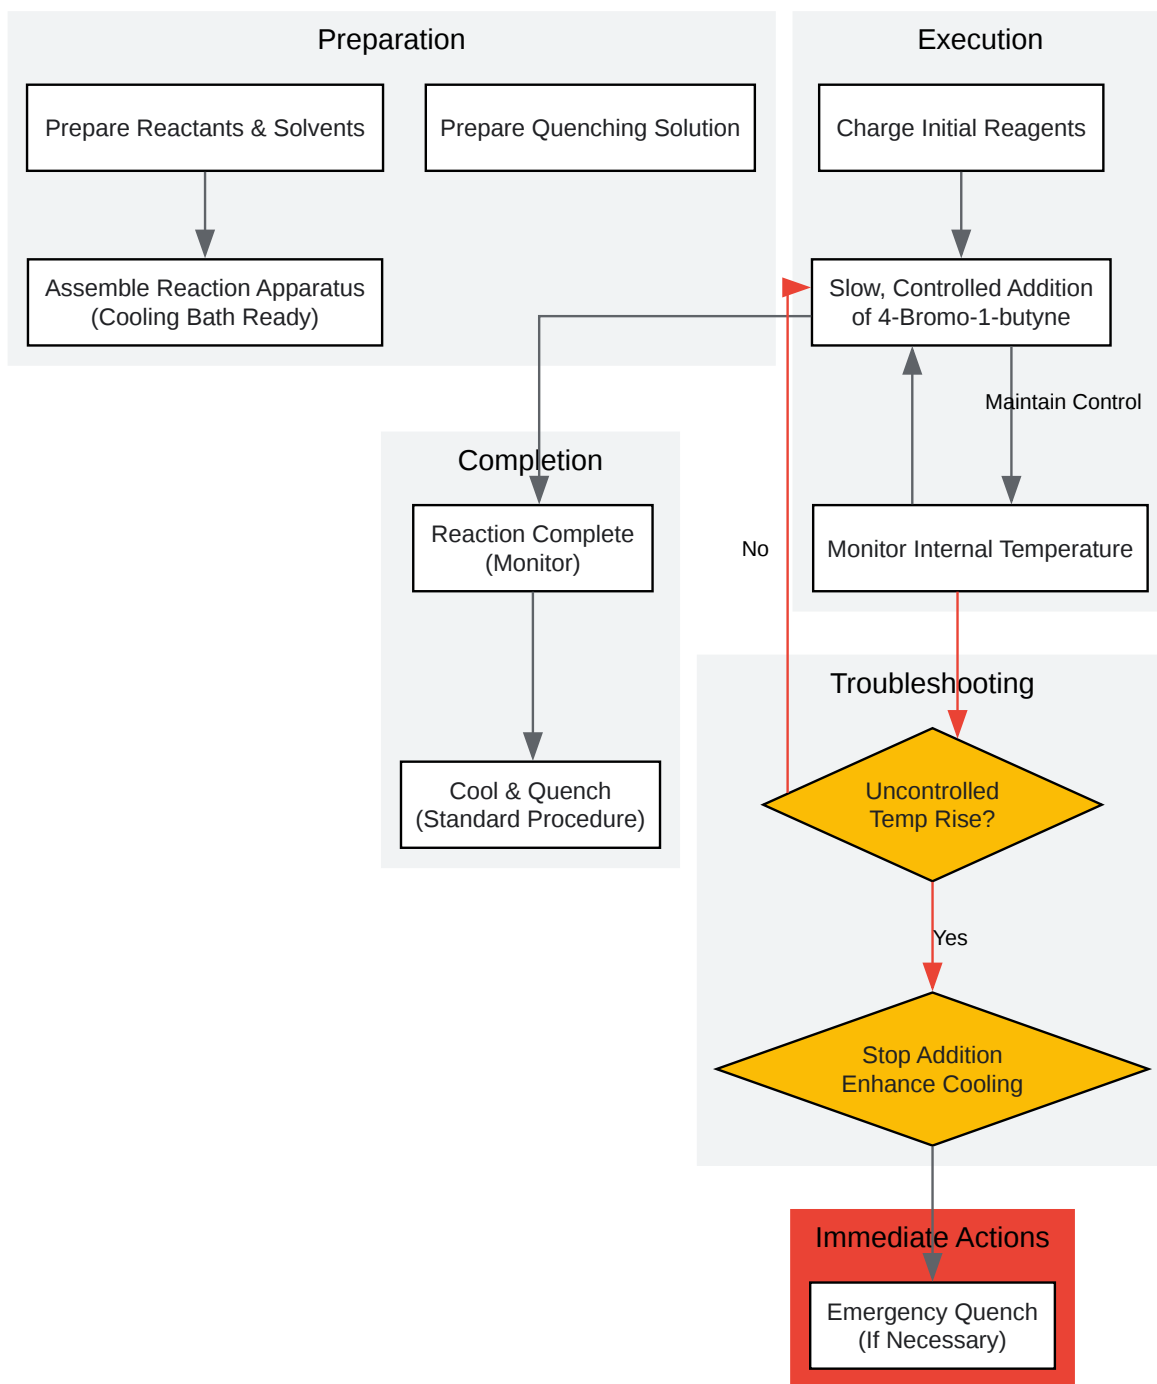 Preparation
Prepare Reactants & Solvents
Prepare Quenching Solution
Assemble Reaction Apparatus
(Cooling Bath Ready)
Execution
Charge Initial Reagents
Slow, Controlled Addition
of 4-Bromo-1-butyne
Maintain Control
Monitor Internal Temperature
Completion
Reaction Complete
(Monitor)
Cool & Quench
(Standard Procedure)
No
Troubleshooting
Uncontrolled
Temp Rise?
Yes
Stop Addition
Enhance Cooling
Immediate Actions
Emergency Quench
(If Necessary)